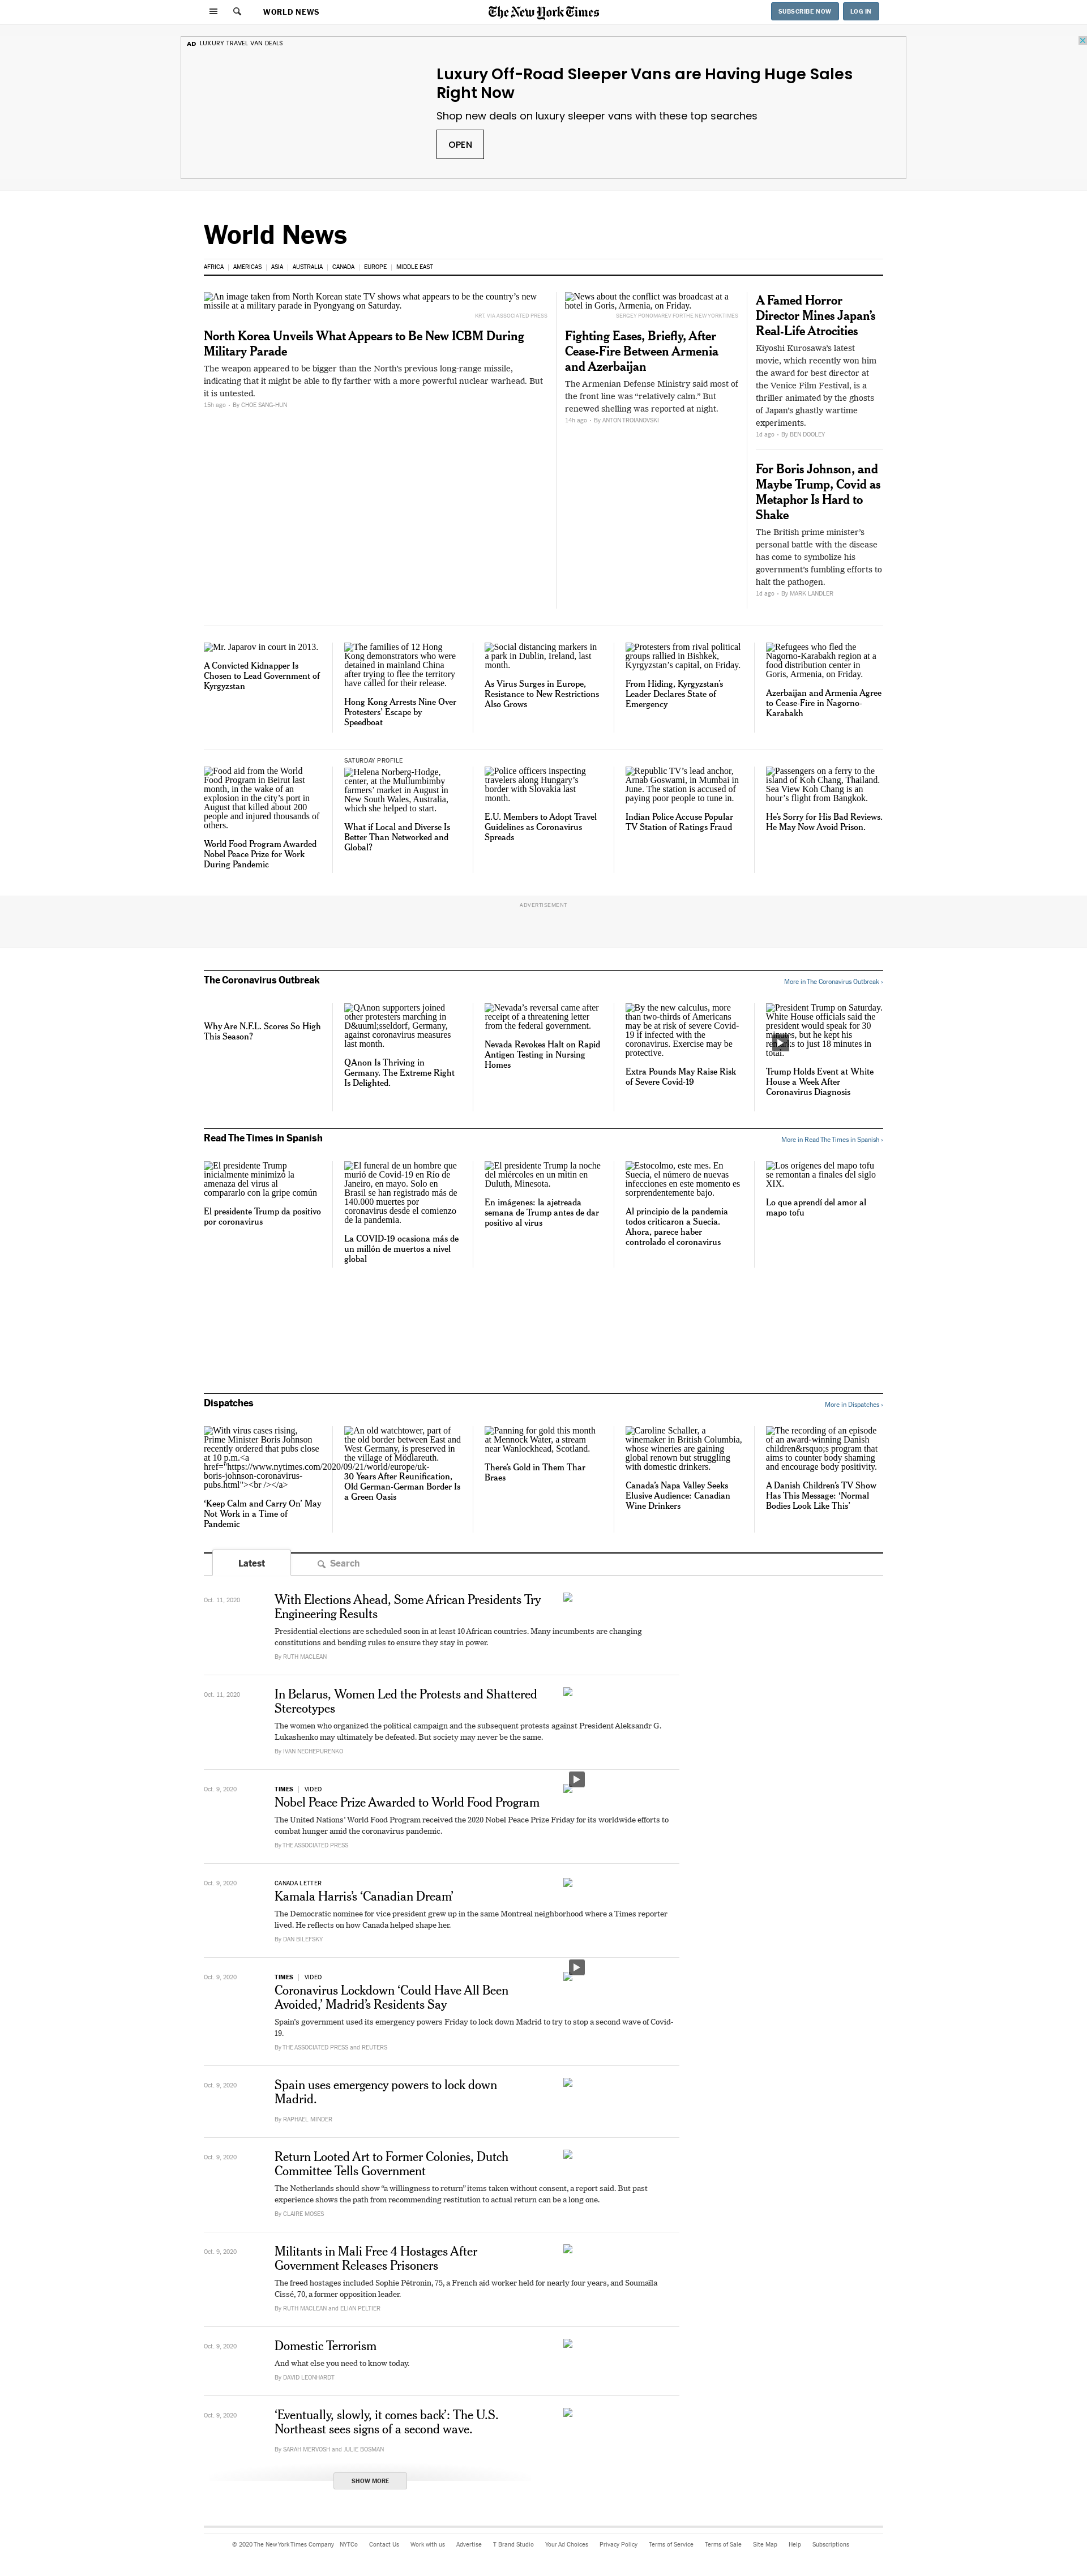 WORLD NEWS
The New York Times
SUBSCRIBE NOW
LOG IN
AD LUXURY TRAVEL VAN DEALS
Luxury Off-Road Sleeper Vans are Having Huge Sales
Right Now
Shop new deals on luxury sleeper vans with these top searches
OPEN
World News
AFRICA | AMERICAS | ASIA | AUSTRALIA | CANADA | EUROPE | MIDDLE EAST
An image taken from North Korean state TV shows what appears to be the country's new
missile at a military parade in Pyongyang on Saturday.
KRT, VIA ASSOCIATED PRESS
North Korea Unveils What Appears to Be New ICBM During
Military Parade
The weapon appeared to be bigger than the North's previous long-range missile,
indicating that it might be able to fly farther with a more powerful nuclear warhead. But
it is untested.
15h ago - By CHOE SANG-HUN
News about the conflict was broadcast at a
hotel in Goris, Armenia, on Friday.
SERGEY PONOMAREV FOR THE NEW YORK TIMES
Fighting Eases, Briefly, After
Cease-Fire Between Armenia
and Azerbaijan
The Armenian Defense Ministry said most of
the front line was “relatively calm.” But
renewed shelling was reported at night.
14h ago - By ANTON TROIANOVSKI
A Famed Horror
Director Mines Japan’s
Real-Life Atrocities
Kiyoshi Kurosawa’s latest
movie, which recently won him
the award for best director at
the Venice Film Festival, is a
thriller animated by the ghosts
of Japan’s ghastly wartime
experiments.
1d ago - By BEN DOOLEY
For Boris Johnson, and
Maybe Trump, Covid as
Metaphor Is Hard to
Shake
The British prime minister’s
personal battle with the disease
has come to symbolize his
government’s fumbling efforts to
halt the pathogen.
1d ago - By MARK LANDLER
Mr. Japarov in court in 2013.
A Convicted Kidnapper Is
Chosen to Lead Government of
Kyrgyzstan
The families of 12 Hong
Kong demonstrators who were
detained in mainland China
after trying to flee the territory
have called for their release.
Hong Kong Arrests Nine Over
Protesters’ Escape by
Speedboat
Social distancing markers in
a park in Dublin, Ireland, last
month.
As Virus Surges in Europe,
Resistance to New Restrictions
Also Grows
Protesters from rival political
groups rallied in Bishkek,
Kyrgyzstan’s capital, on Friday.
From Hiding, Kyrgyzstan’s
Leader Declares State of
Emergency
Refugees who fled the
Nagorno-Karabakh region at a
food distribution center in
Goris, Armenia, on Friday.
Azerbaijan and Armenia Agree
to Cease-Fire in Nagorno-
Karabakh
Food aid from the World
Food Program in Beirut last
month, in the wake of an
explosion in the city’s port in
August that killed about 200
people and injured thousands of
others.
World Food Program Awarded
Nobel Peace Prize for Work
During Pandemic
SATURDAY PROFILE
Helena Norberg-Hodge,
center, at the Mullumbimby
farmers’ market in August in
New South Wales, Australia,
which she helped to start.
What if Local and Diverse Is
Better Than Networked and
Global?
Police officers inspecting
travelers along Hungary’s
border with Slovakia last
month.
E.U. Members to Adopt Travel
Guidelines as Coronavirus
Spreads
Republic TV’s lead anchor,
Arnab Goswami, in Mumbai in
June. The station is accused of
paying poor people to tune in.
Indian Police Accuse Popular
TV Station of Ratings Fraud
Passengers on a ferry to the
island of Koh Chang, Thailand.
Sea View Koh Chang is an
hour’s flight from Bangkok.
He’s Sorry for His Bad Reviews.
He May Now Avoid Prison.
ADVERTISEMENT
The Coronavirus Outbreak
More in The Coronavirus Outbreak ›
Why Are N.F.L. Scores So High
This Season?
QAnon supporters joined
other protesters marching in
D&uuml;sseldorf, Germany,
against coronavirus measures
last month.
QAnon Is Thriving in
Germany. The Extreme Right
Is Delighted.
Nevada’s reversal came after
receipt of a threatening letter
from the federal government.
Nevada Revokes Halt on Rapid
Antigen Testing in Nursing
Homes
By the new calculus, more
than two-thirds of Americans
may be at risk of severe Covid-
19 if infected with the
coronavirus. Exercise may be
protective.
Extra Pounds May Raise Risk
of Severe Covid-19
President Trump on Saturday.
White House officials said the
president would speak for 30
minutes, but he kept his
remarks to just 18 minutes in
total.
Trump Holds Event at White
House a Week After
Coronavirus Diagnosis
Read The Times in Spanish
More in Read The Times in Spanish ›
El presidente Trump
inicialmente minimizo la
amenaza del virus al
compararlo con la gripe común
El presidente Trump da positivo
por coronavirus
El funeral de un hombre que
murió de Covid-19 en Río de
Janeiro, en mayo. Solo en
Brasil se han registrado más de
140.000 muertes por
coronavirus desde el comienzo
de la pandemia.
La COVID-19 ocasiona más de
un millón de muertos a nivel
global
El presidente Trump la noche
del miércoles en un mitin en
Duluth, Minesota.
En imágenes: la ajetreada
semana de Trump antes de dar
positivo al virus
Estocolmo, este mes. En
Suecia, el número de nuevas
infecciones en este momento es
sorprendentemente bajo.
Al principio de la pandemia
todos criticaron a Suecia.
Ahora, parece haber
controlado el coronavirus
Los orígenes del mapo tofu
se remontan a finales del siglo
XIX.
Lo que aprendí del amor al
mapo tofu
Dispatches
More in Dispatches ›
With virus cases rising,
Prime Minister Boris Johnson
recently ordered that pubs close
at 10 p.m.<a
href="https://www.nytimes.com/2020/09/21/world/europe/uk-
boris-johnson-coronavirus-
pubs.html"><br /></a>
‘Keep Calm and Carry On’ May
Not Work in a Time of
Pandemic
An old watchtower, part of
the old border between East and
West Germany, is preserved in
the village of Mödlareuth.
30 Years After Reunification,
Old German-German Border Is
a Green Oasis
Panning for gold this month
at Mennock Water, a stream
near Wanlockhead, Scotland.
There’s Gold in Them Thar
Braes
Caroline Schaller, a
winemaker in British Columbia,
whose wineries are gaining
global renown but struggling
with domestic drinkers.
Canada’s Napa Valley Seeks
Elusive Audience: Canadian
Wine Drinkers
The recording of an episode
of an award-winning Danish
children&rsquo;s program that
aims to counter body shaming
and encourage body positivity.
A Danish Children’s TV Show
Has This Message: ‘Normal
Bodies Look Like This’
Latest
Search
Oct. 11, 2020
With Elections Ahead, Some African Presidents Try
Engineering Results
Presidential elections are scheduled soon in at least 10 African countries. Many incumbents are changing
constitutions and bending rules to ensure they stay in power.
By RUTH MACLEAN
Oct. 11, 2020
In Belarus, Women Led the Protests and Shattered
Stereotypes
The women who organized the political campaign and the subsequent protests against President Aleksandr G.
Lukashenko may ultimately be defeated. But society may never be the same.
By IVAN NECHEPURENKO
Oct. 9, 2020
TIMES | VIDEO
Nobel Peace Prize Awarded to World Food Program
The United Nations’ World Food Program received the 2020 Nobel Peace Prize Friday for its worldwide efforts to
combat hunger amid the coronavirus pandemic.
By THE ASSOCIATED PRESS
Oct. 9, 2020
CANADA LETTER
Kamala Harris’s ‘Canadian Dream’
The Democratic nominee for vice president grew up in the same Montreal neighborhood where a Times reporter
lived. He reflects on how Canada helped shape her.
By DAN BILEFSKY
Oct. 9, 2020
TIMES | VIDEO
Coronavirus Lockdown ‘Could Have All Been
Avoided,’ Madrid’s Residents Say
Spain’s government used its emergency powers Friday to lock down Madrid to try to stop a second wave of Covid-
19.
By THE ASSOCIATED PRESS and REUTERS
Oct. 9, 2020
Spain uses emergency powers to lock down
Madrid.
By RAPHAEL MINDER
Oct. 9, 2020
Return Looted Art to Former Colonies, Dutch
Committee Tells Government
The Netherlands should show “a willingness to return” items taken without consent, a report said. But past
experience shows the path from recommending restitution to actual return can be a long one.
By CLAIRE MOSES
Oct. 9, 2020
Militants in Mali Free 4 Hostages After
Government Releases Prisoners
The freed hostages included Sophie Pétronin, 75, a French aid worker held for nearly four years, and Soumaïla
Cissé, 70, a former opposition leader.
By RUTH MACLEAN and ELIAN PELTIER
Oct. 9, 2020
Domestic Terrorism
And what else you need to know today.
By DAVID LEONHARDT
Oct. 9, 2020
‘Eventually, slowly, it comes back’: The U.S.
Northeast sees signs of a second wave.
By SARAH MERVOSH and JULIE BOSMAN
SHOW MORE
© 2020 The New York Times Company NYTCo Contact Us Work with us Advertise T Brand Studio Your Ad Choices Privacy Policy Terms of Service Terms of Sale Site Map Help Subscriptions